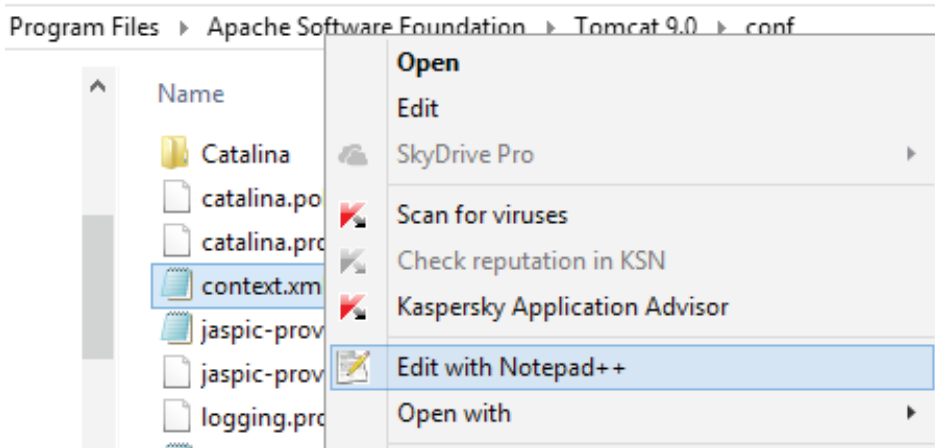 Program Files ▸ Apache Software Foundation ▸ Tomcat 9.0 ▸ conf
Name
Catalina
catalina.po
catalina.pro
context.xm
jaspic-prov
jaspic-prov
logging.pro
Open
Edit
SkyDrive Pro
Scan for viruses
Check reputation in KSN
Kaspersky Application Advisor
Edit with Notepad++
Open with